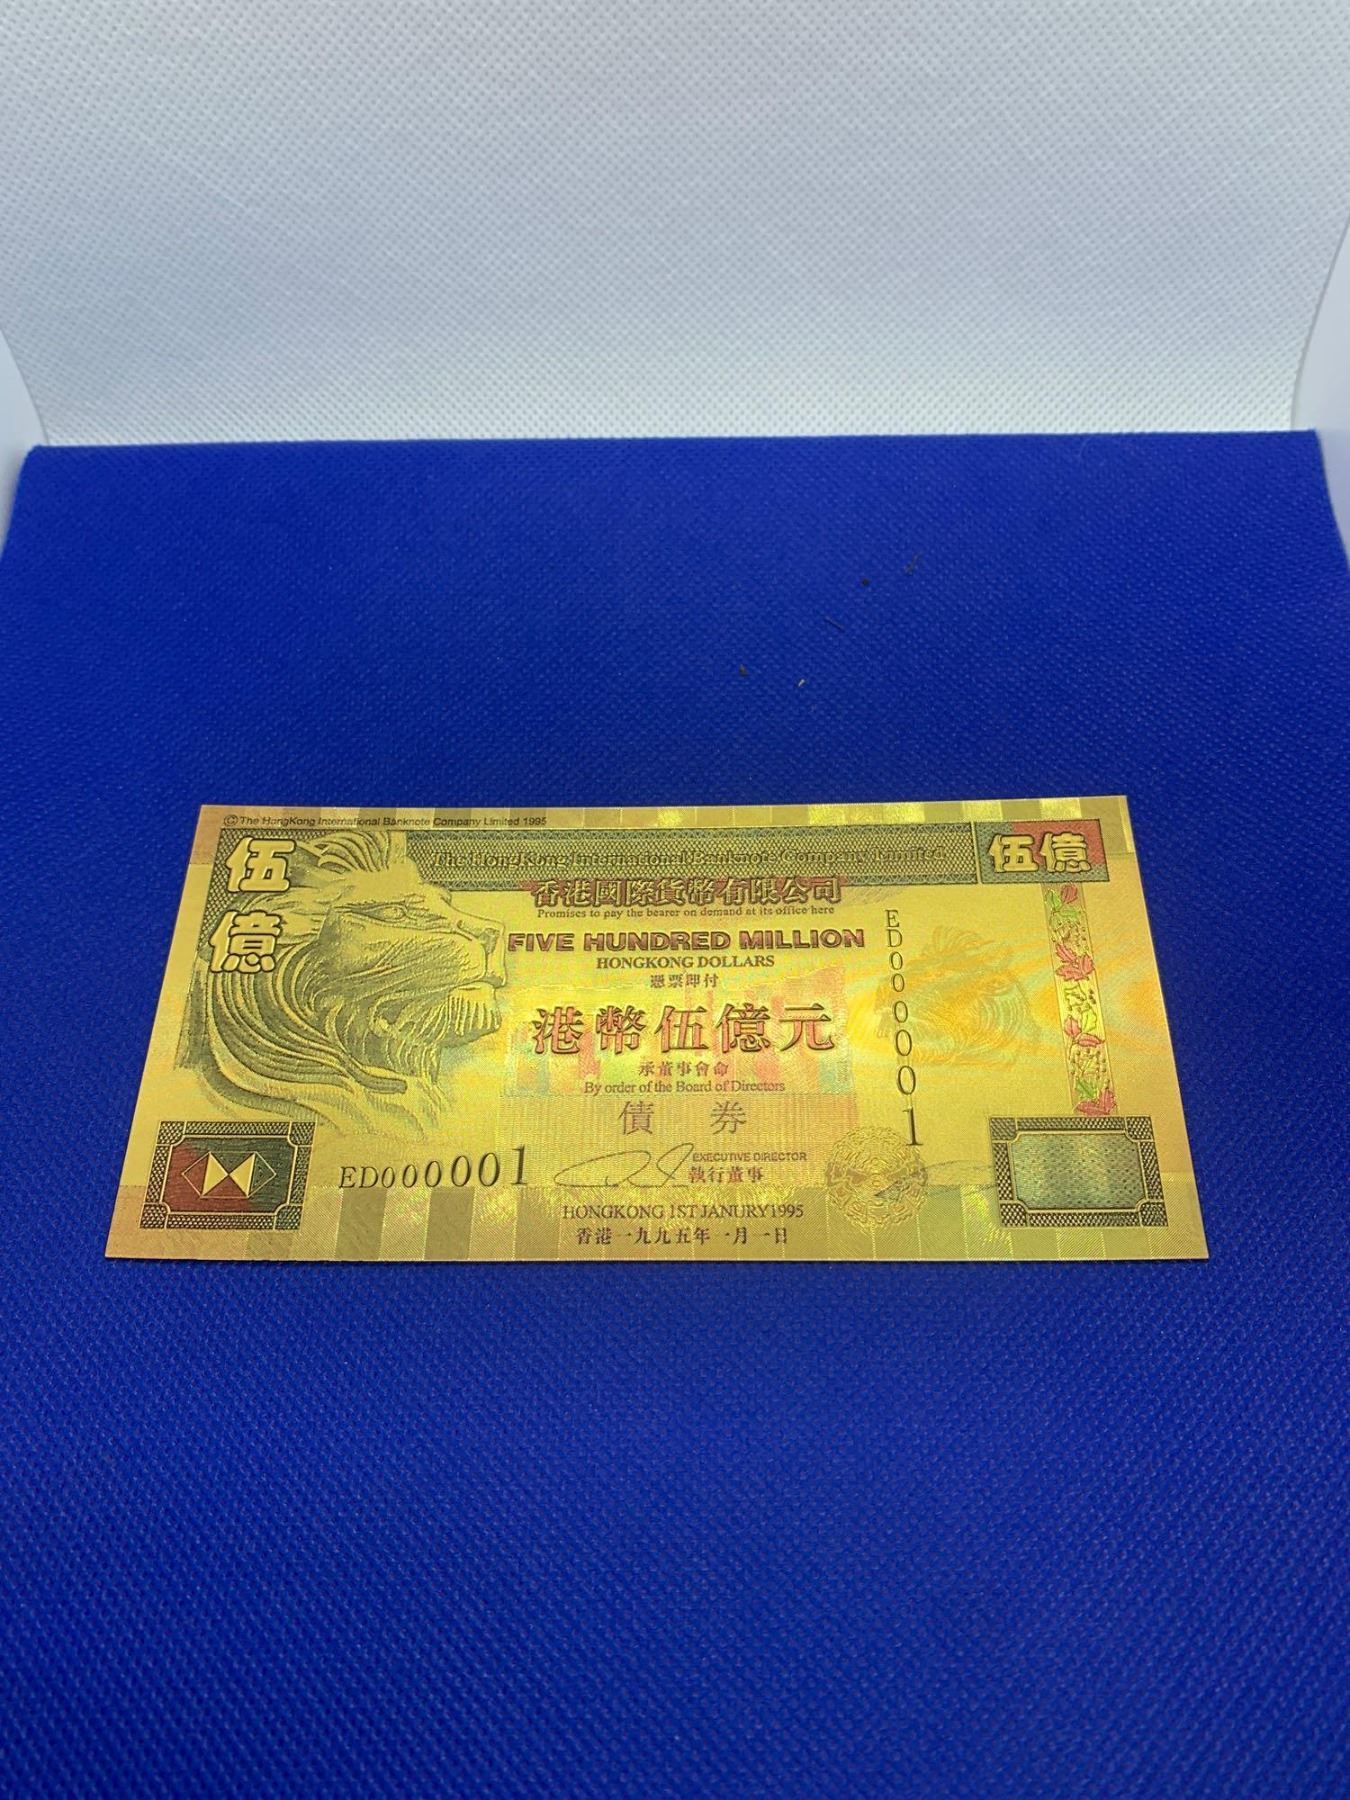 ©The HongKong International Banknote Company Limited 1995
The HongKong International Banknote Company Limited
伍億
伍億
香港國際貨幣有限公司
Promises to pay the bearer on demand at its office here
FIVE HUNDRED MILLION
HONGKONG DOLLARS
憑票即付
港幣伍億元
承董事會命
By order of the Board of Directors
債券
ED000001
ED000001
EXECUTIVE DIRECTOR
執行董事
HONGKONG 1ST JANURY1995
香港一九九五年一月一日